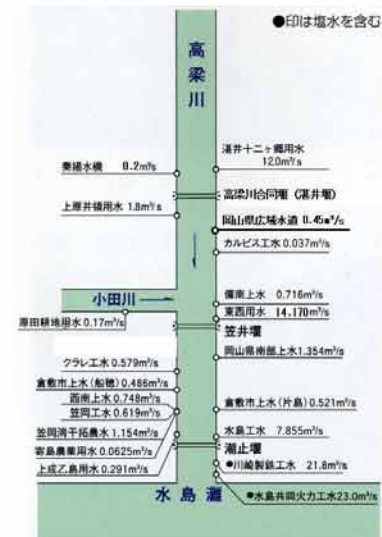 ●印は塩水を含む
高梁川
湛井十二ヶ郷用水
12.0m³/s
秦揚水機 0.2m³/s
高梁川合同堰（湛井堰）
上原井領用水 1.8m³/s
岡山県広域水道 0.45m³/s
カルピス工水 0.037m³/s
小田川
備南上水 0.716m³/s
東西用水 14.170m³/s
原田耕地用水 0.17m³/s
笠井堰
岡山県南部上水1.354m³/s
クラレ工水 0.579m³/s
倉敷市上水(船穂)0.486m³/s
西南上水 0.748m³/s
笠岡工水 0.619m³/s
倉敷市上水(片島)0.521m³/s
笠岡湾干拓農水 1.154m³/s
水島工水 7.855m³/s
寄島農業用水 0.0625m³/s
潮止堰
上成乙島用水 0.291m³/s
●川崎製鉄工水 21.8m³/s
水島灘
●水島共同火力工水23.0m³/s